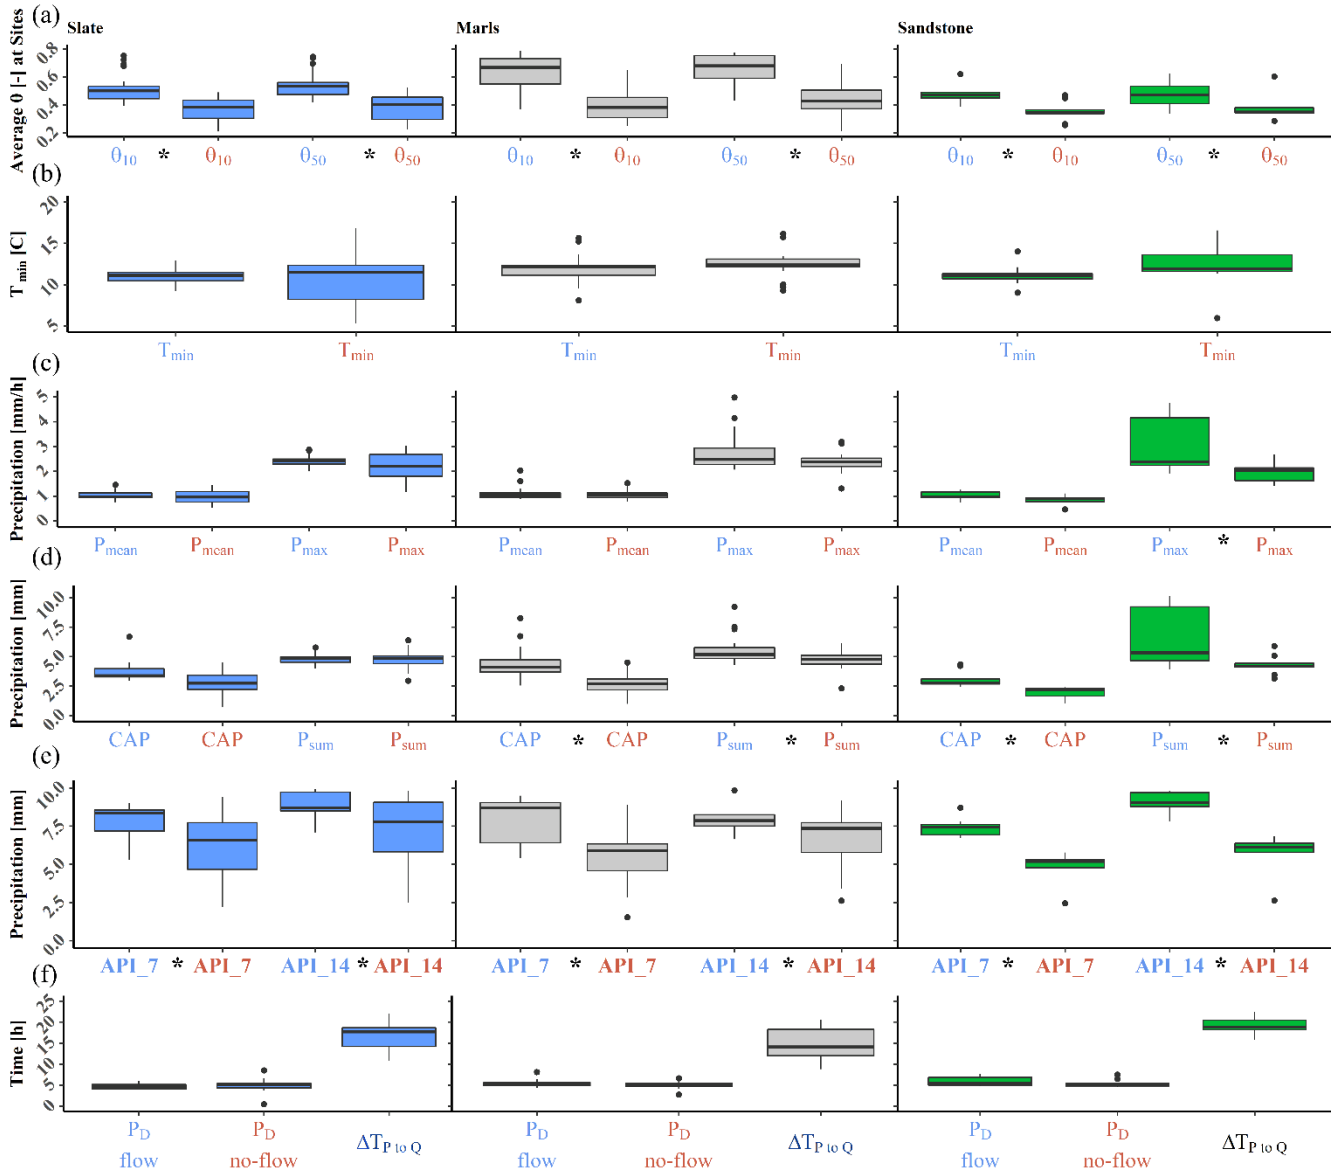 (a)
Slate
Marls
Sandstone
Average θ [-] at Sites
0.8
0.6
0.4
0.2
θ10 * θ10 θ50 * θ50
θ10 * θ10 θ50 * θ50
θ10 * θ10 θ50 * θ50
(b)
Tmin [C]
20
15
10
5
Tmin Tmin
Tmin Tmin
Tmin Tmin
(c)
Precipitation [mm/h]
5
4
3
2
1
0
Pmean Pmean Pmax Pmax
Pmean Pmean Pmax Pmax
Pmean Pmean Pmax * Pmax
(d)
Precipitation [mm]
10.0
7.5
5.0
2.5
0.0
CAP CAP Psum Psum
CAP * CAP Psum * Psum
CAP * CAP Psum * Psum
(e)
Precipitation [mm]
10.0
7.5
5.0
2.5
0.0
API_7 * API_7 API_14 * API_14
API_7 * API_7 API_14 * API_14
API_7 * API_7 API_14 * API_14
(f)
Time [h]
25
20
15
10
5
0
PD flow
PD no-flow
ΔTP to Q
PD flow
PD no-flow
ΔTP to Q
PD flow
PD no-flow
ΔTP to Q